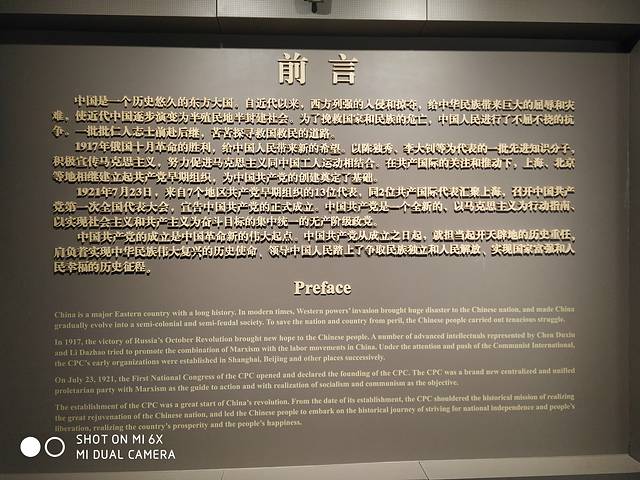 前言
中国是一个历史悠久的东方大国。自近代以来，西方列强的入侵和掠夺，给中华民族带来巨大的屈辱和灾
难，使近代中国逐步演变为半殖民地半封建社会。为了挽救国家和民族的危亡，中国人民进行了不屈不挠的抗
争。一批批仁人志士前赴后继，苦苦探寻救国救民的道路。
1917年俄国十月革命的胜利，给中国人民带来新的希望。以陈独秀、李大钊等为代表的一批先进知识分子，
积极宣传马克思主义，努力促进马克思主义同中国工人运动相结合。在共产国际的关注和推动下，上海、北京
等地相继建立起共产党早期组织，为中国共产党的创建奠定了基础。
1921年7月23日，来自7个地区共产党早期组织的13位代表，同2位共产国际代表汇聚上海，召开中国共产
党第一次全国代表大会，宣告中国共产党的正式成立。中国共产党是一个全新的、以马克思主义为行动指南、
以实现社会主义和共产主义为奋斗目标的集中统一的无产阶级政党。
中国共产党的成立是中国革命新的伟大起点。中国共产党从成立之日起，就担当起开天辟地的历史重任，
肩负着实现中华民族伟大复兴的历史使命，领导中国人民踏上了争取民族独立和人民解放、实现国家富强和人
民幸福的历史征程。
Preface
China is a major Eastern country with a long history. In modern times, Western powers' invasion brought huge disaster to the Chinese nation, and made China
gradually evolve into a semi-colonial and semi-feudal society. To save the nation and country from peril, the Chinese people carried out tenacious struggle.
In 1917, the victory of Russia's October Revolution brought new hope to the Chinese people. A number of advanced intellectuals represented by Chen Duxiu
and Li Dazhao tried to promote the combination of Marxism with the labor movements in China. Under the attention and push of the Communist International,
the CPC's early organizations were established in Shanghai, Beijing and other places successively.
On July 23, 1921, the First National Congress of the CPC opened and declared the founding of the CPC. The CPC was a brand new centralized and unified
proletarian party with Marxism as the guide to action and with realization of socialism and communism as the objective.
The establishment of the CPC was a great start of China's revolution. From the date of its establishment, the CPC shouldered the historical mission of realizing
the great rejuvenation of the Chinese nation, and led the Chinese people to embark on the historical journey of striving for national independence and people's
liberation, realizing the country's prosperity and the people's happiness.
SHOT ON MI 6X
MI DUAL CAMERA